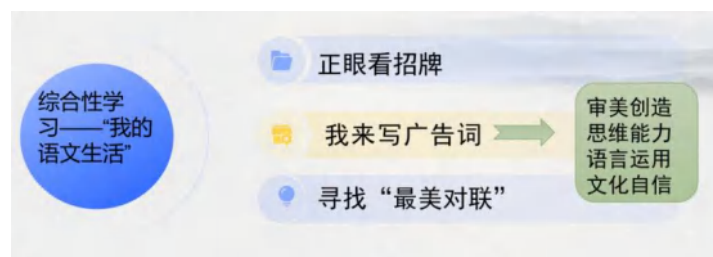 综合性学
习——“我的
语文生活”
正眼看招牌
我来写广告词
寻找“最美对联”
审美创造
思维能力
语言运用
文化自信